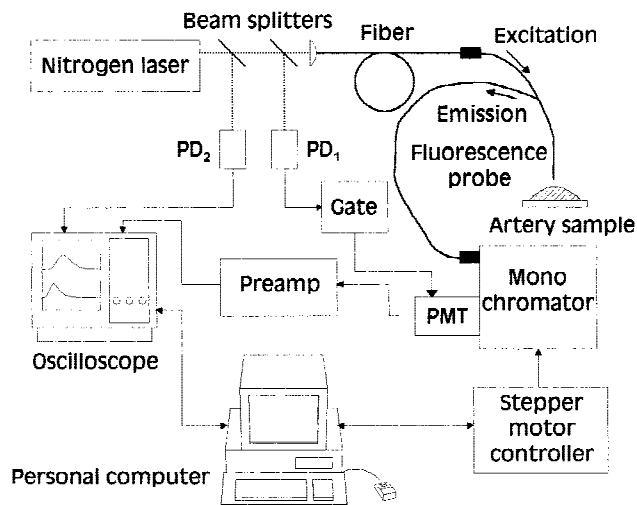 Beam splitters
Fiber
Excitation
Nitrogen laser
Emission
PD2
PD1
Fluorescence
probe
Gate
Artery sample
Preamp
Mono
chromator
PMT
Oscilloscope
Stepper
motor
controller
Personal computer